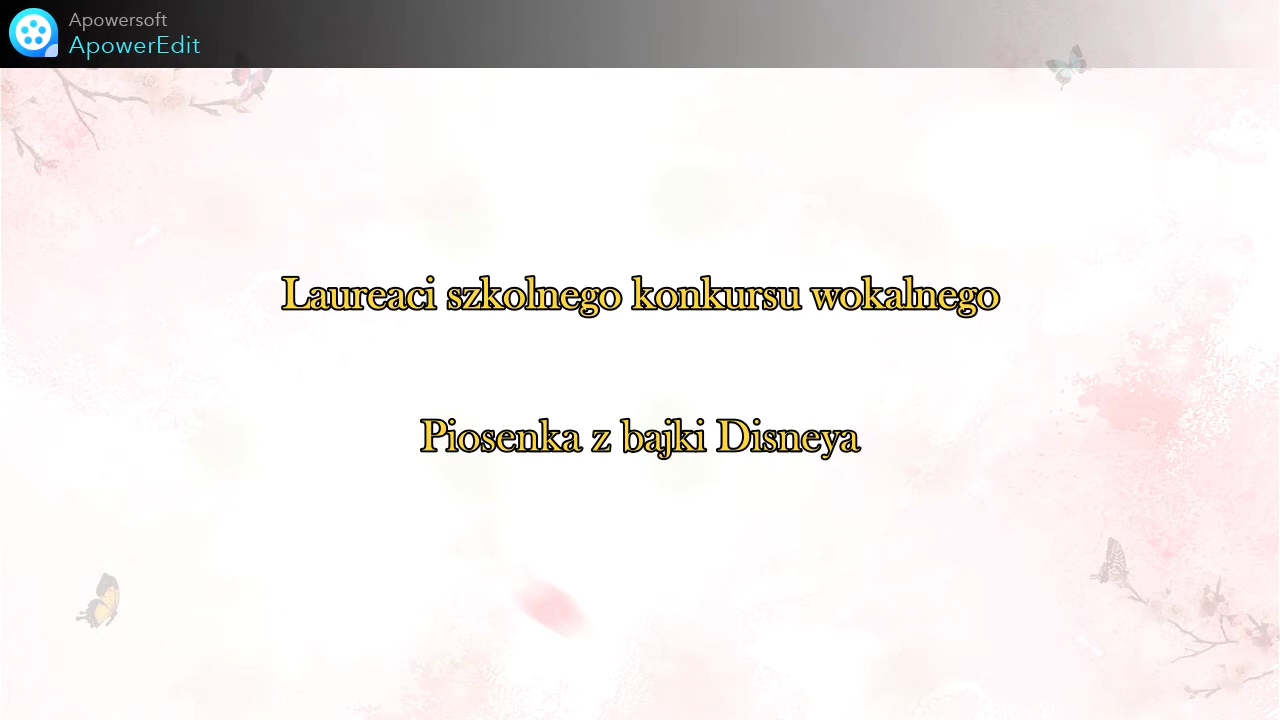 Apowersoft
ApowerEdit
Laureaci szkolnego konkursu wokalnego
Piosenka z bajki Disneya